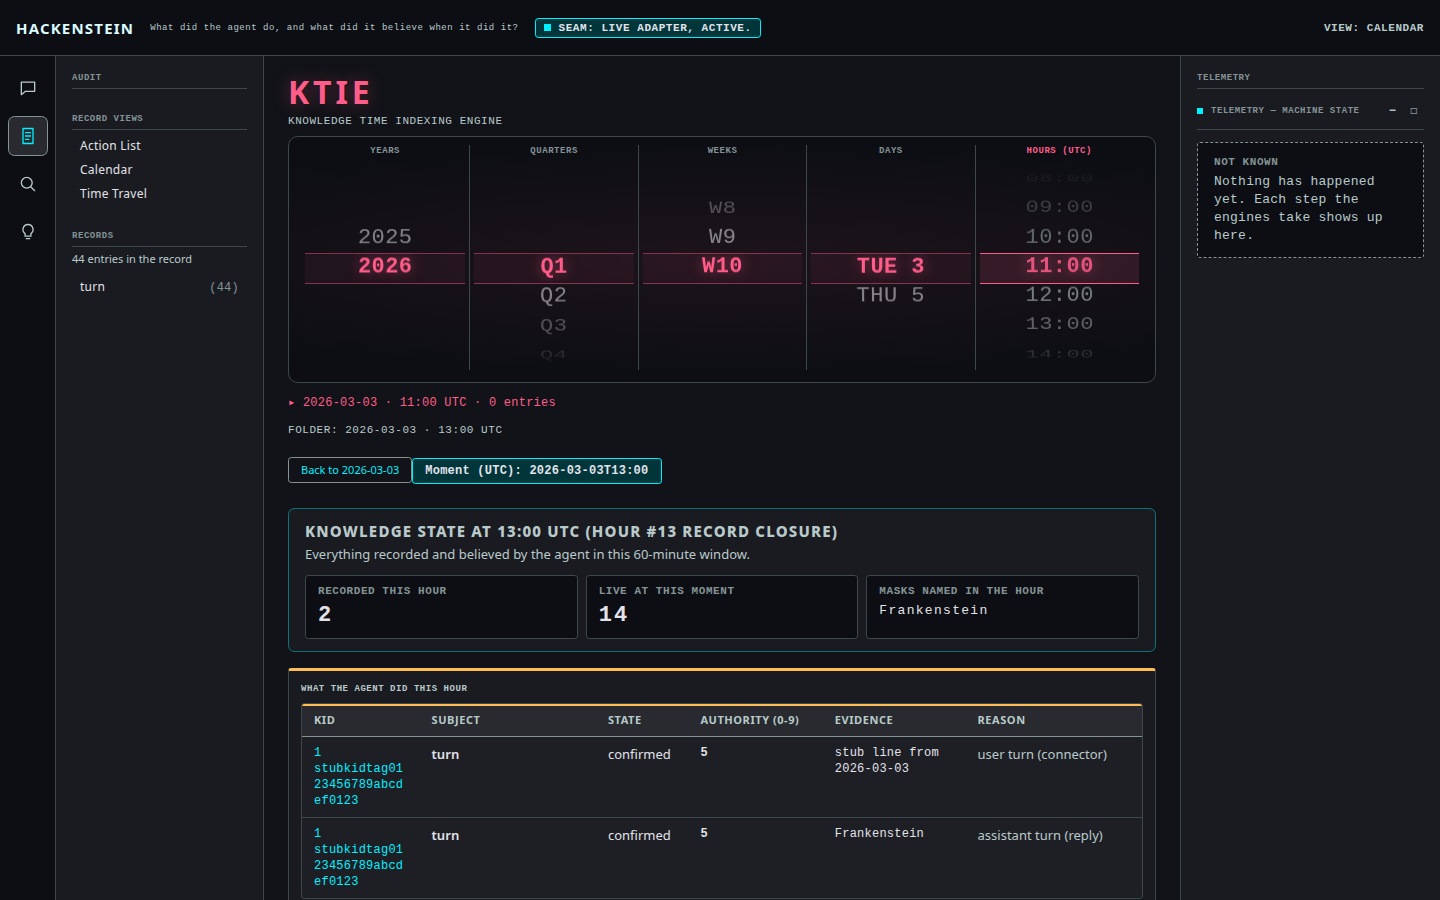 HACKENSTEIN
What did the agent do, and what did it believe when it did it?
SEAM: LIVE ADAPTER, ACTIVE.
VIEW: CALENDAR
AUDIT
RECORD VIEWS
Action List
Calendar
Time Travel
RECORDS
44 entries in the record
turn (44)
KTIE
KNOWLEDGE TIME INDEXING ENGINE
YEARS QUARTERS WEEKS DAYS HOURS (UTC)
08:00
W8 09:00
2025 W9 10:00
2026 Q1 W10 TUE 3 11:00
Q2 THU 5 12:00
Q3 13:00
Q4 14:00
▸ 2026-03-03 · 11:00 UTC · 0 entries
FOLDER: 2026-03-03 · 13:00 UTC
Back to 2026-03-03
Moment (UTC): 2026-03-03T13:00
KNOWLEDGE STATE AT 13:00 UTC (HOUR #13 RECORD CLOSURE)
Everything recorded and believed by the agent in this 60-minute window.
RECORDED THIS HOUR
2
LIVE AT THIS MOMENT
14
MASKS NAMED IN THE HOUR
Frankenstein
WHAT THE AGENT DID THIS HOUR
KID SUBJECT STATE AUTHORITY (0-9) EVIDENCE REASON
1 turn confirmed 5 stub line from user turn (connector)
stubkidtag01 2026-03-03
23456789abcd
ef0123
1 turn confirmed 5 Frankenstein assistant turn (reply)
stubkidtag01
23456789abcd
ef0123
TELEMETRY
TELEMETRY — MACHINE STATE
NOT KNOWN
Nothing has happened
yet. Each step the
engines take shows up
here.